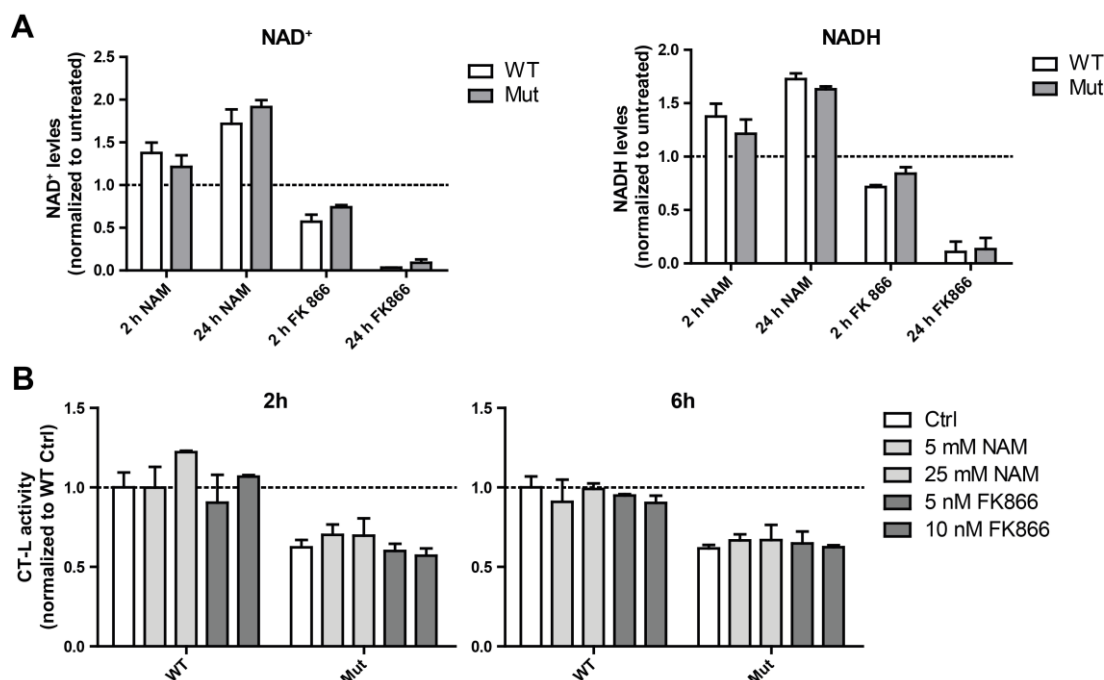 A
NAD⁺
NAD⁺ levles
(normalized to untreated)
2.5
2.0
1.5
1.0
0.5
0.0
2 h NAM
24 h NAM
2 h FK 866
24 h FK866
WT
Mut
NADH
NADH levles
(normalized to untreated)
2.0
1.5
1.0
0.5
0.0
2 h NAM
24 h NAM
2 h FK 866
24 h FK866
WT
Mut
B
2h
CT-L activity
(normalized to WT Ctrl)
1.5
1.0
0.5
0.0
WT
Mut
6h
1.5
1.0
0.5
0.0
WT
Mut
Ctrl
5 mM NAM
25 mM NAM
5 nM FK866
10 nM FK866